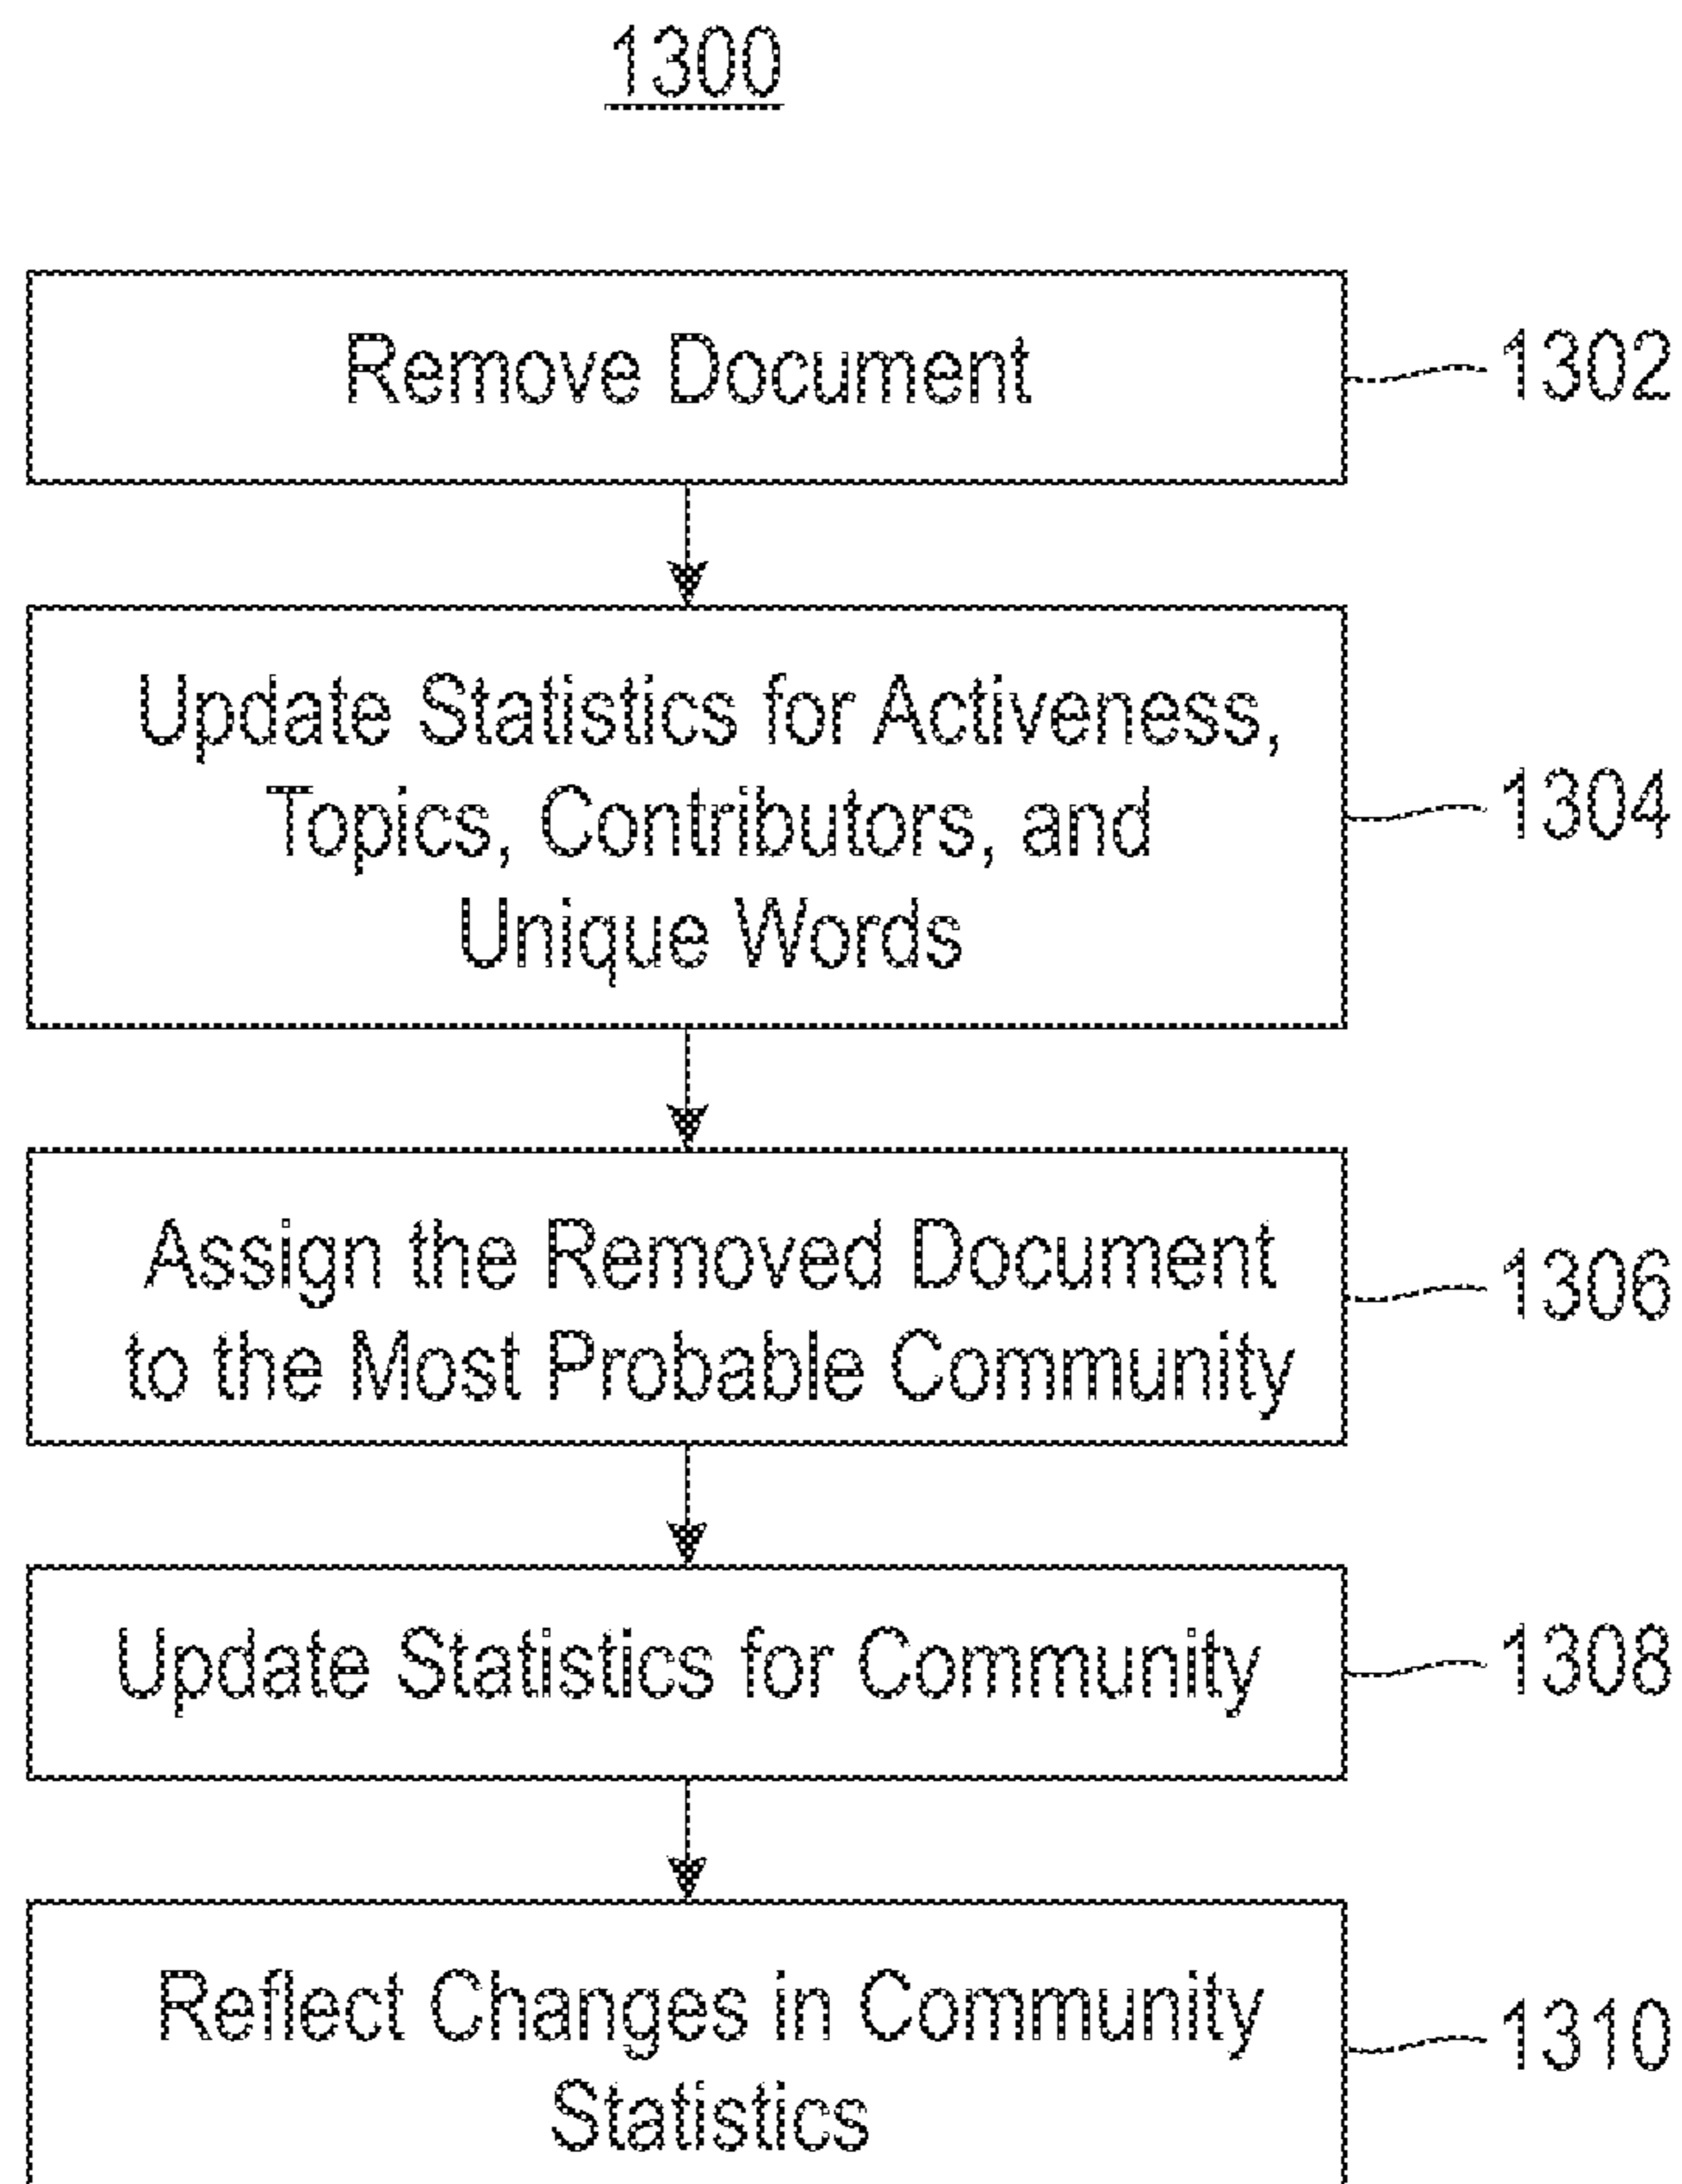 1300
Remove Document
1302
Update Statistics for Activeness,
Topics, Contributors, and
Unique Words
1304
Assign the Removed Document
to the Most Probable Community
1306
Update Statistics for Community
1308
Reflect Changes in Community
Statistics
1310